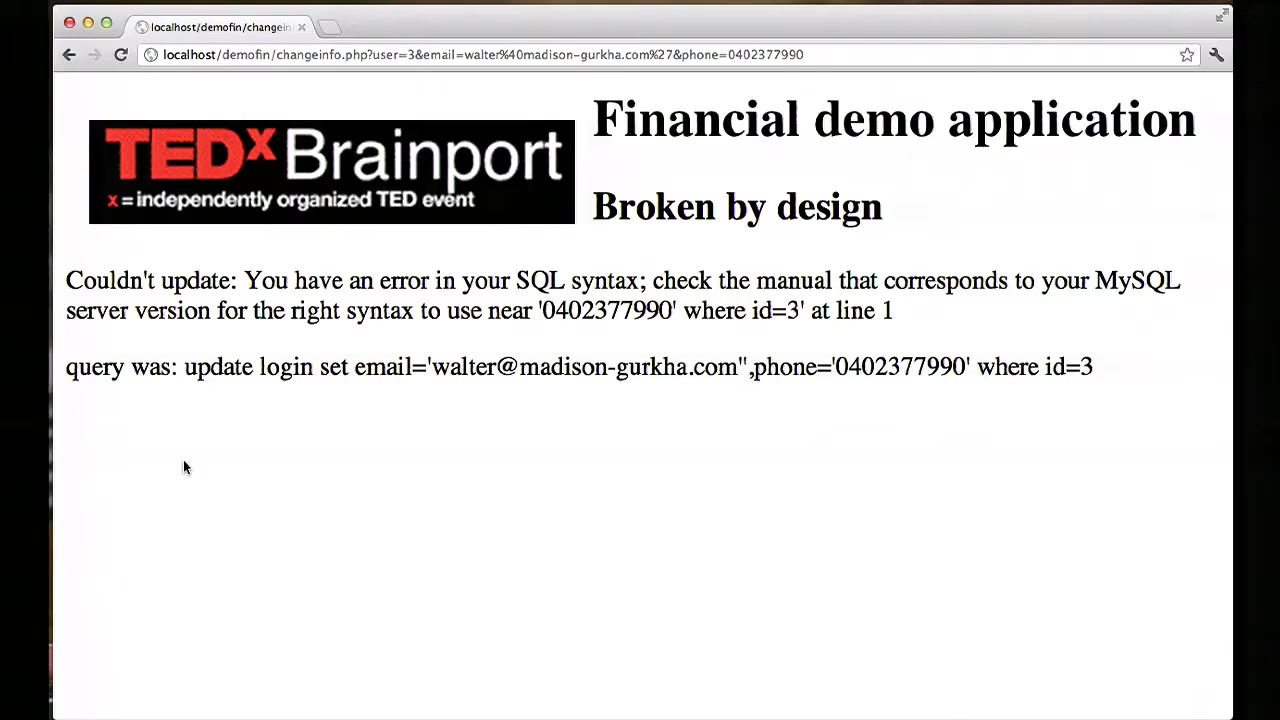 localhost/demofin/changein
localhost/demofin/changeinfo.php?user=3&email=walter%40madison-gurkha.com%27&phone=0402377990
TEDx Brainport
x = independently organized TED event
Financial demo application
Broken by design
Couldn't update: You have an error in your SQL syntax; check the manual that corresponds to your MySQL
server version for the right syntax to use near '0402377990' where id=3' at line 1
query was: update login set email='walter@madison-gurkha.com'',phone='0402377990' where id=3